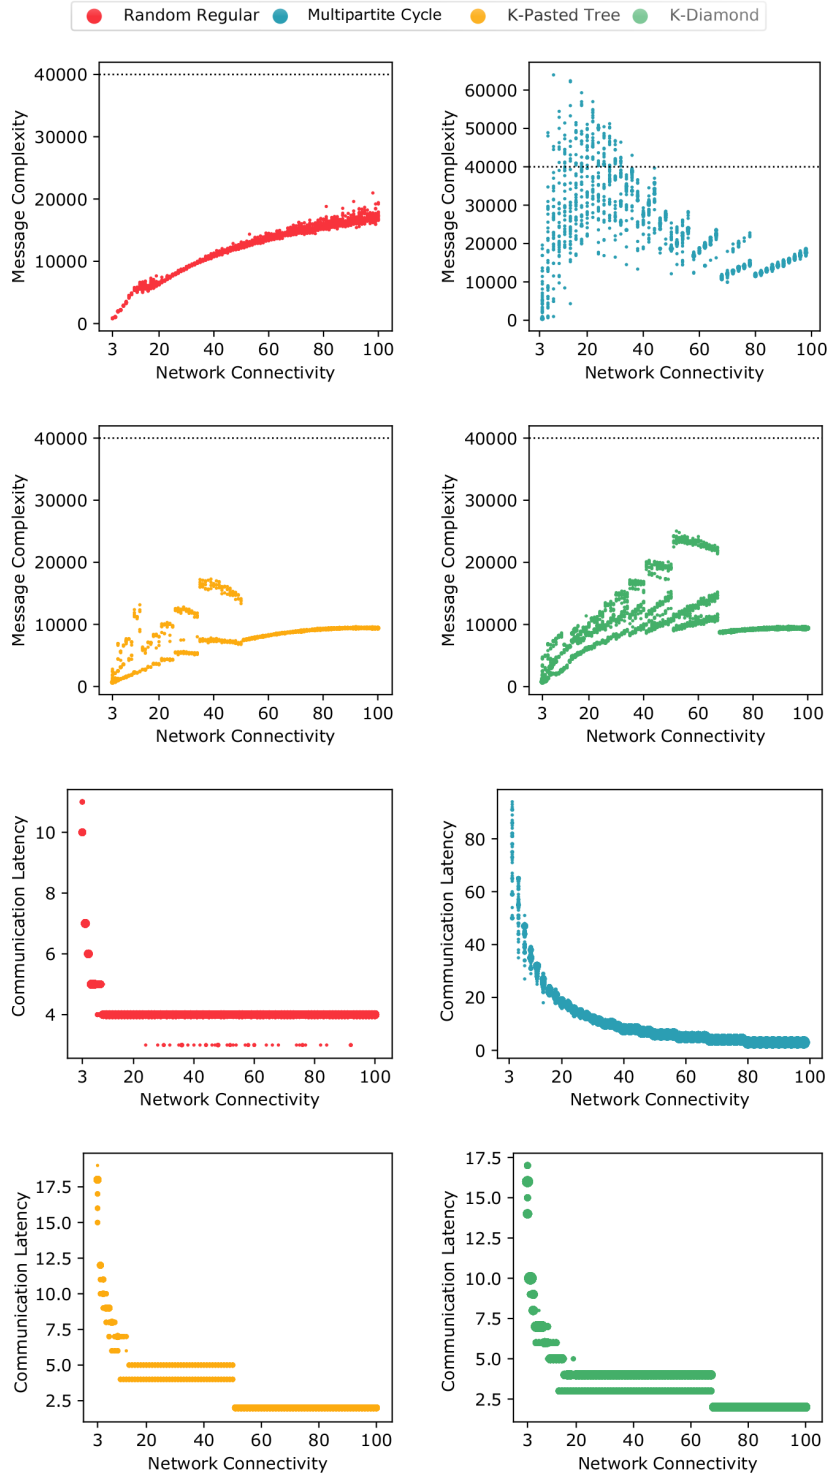 Random Regular Multipartite Cycle K-Pasted Tree K-Diamond
40000
30000
20000
10000
0
Message Complexity
3 20 40 60 80 100
Network Connectivity
60000
50000
40000
30000
20000
10000
0
Message Complexity
3 20 40 60 80 100
Network Connectivity
40000
30000
20000
10000
0
Message Complexity
3 20 40 60 80 100
Network Connectivity
40000
30000
20000
10000
0
Message Complexity
3 20 40 60 80 100
Network Connectivity
10
8
6
4
Communication Latency
3 20 40 60 80 100
Network Connectivity
80
60
40
20
0
Communication Latency
3 20 40 60 80 100
Network Connectivity
17.5
15.0
12.5
10.0
7.5
5.0
2.5
Communication Latency
3 20 40 60 80 100
Network Connectivity
17.5
15.0
12.5
10.0
7.5
5.0
2.5
Communication Latency
3 20 40 60 80 100
Network Connectivity